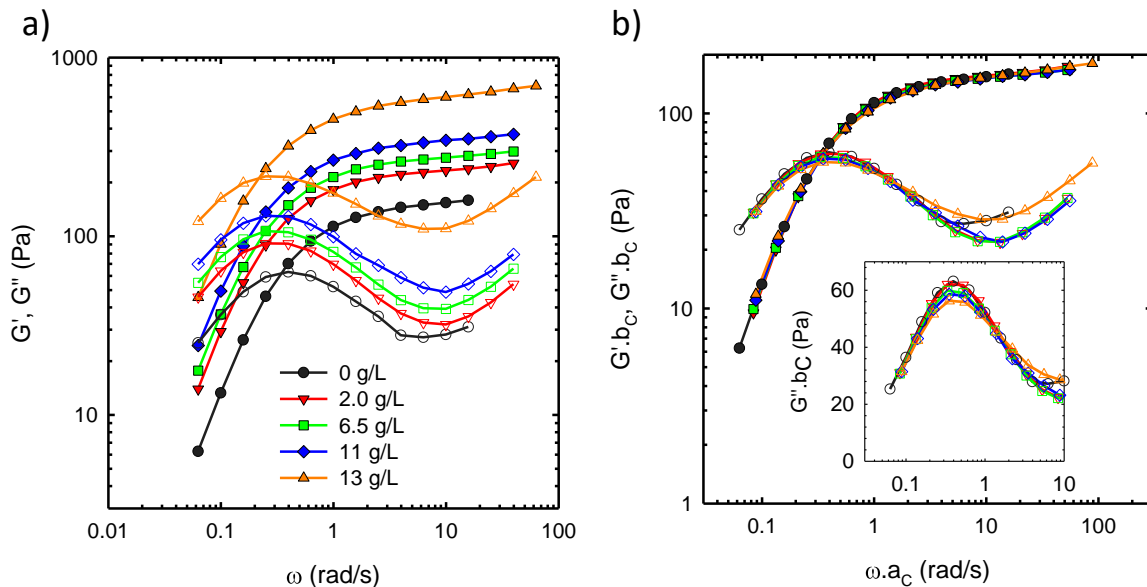 a)
1000
100
10
G', G'' (Pa)
0 g/L
2.0 g/L
6.5 g/L
11 g/L
13 g/L
0.01 0.1 1 10 100
ω (rad/s)
b)
100
10
1
G'.b_C, G''.b_C (Pa)
60
40
20
0
G''.b_C (Pa)
0.1 1 10
0.1 1 10 100
ω.a_C (rad/s)